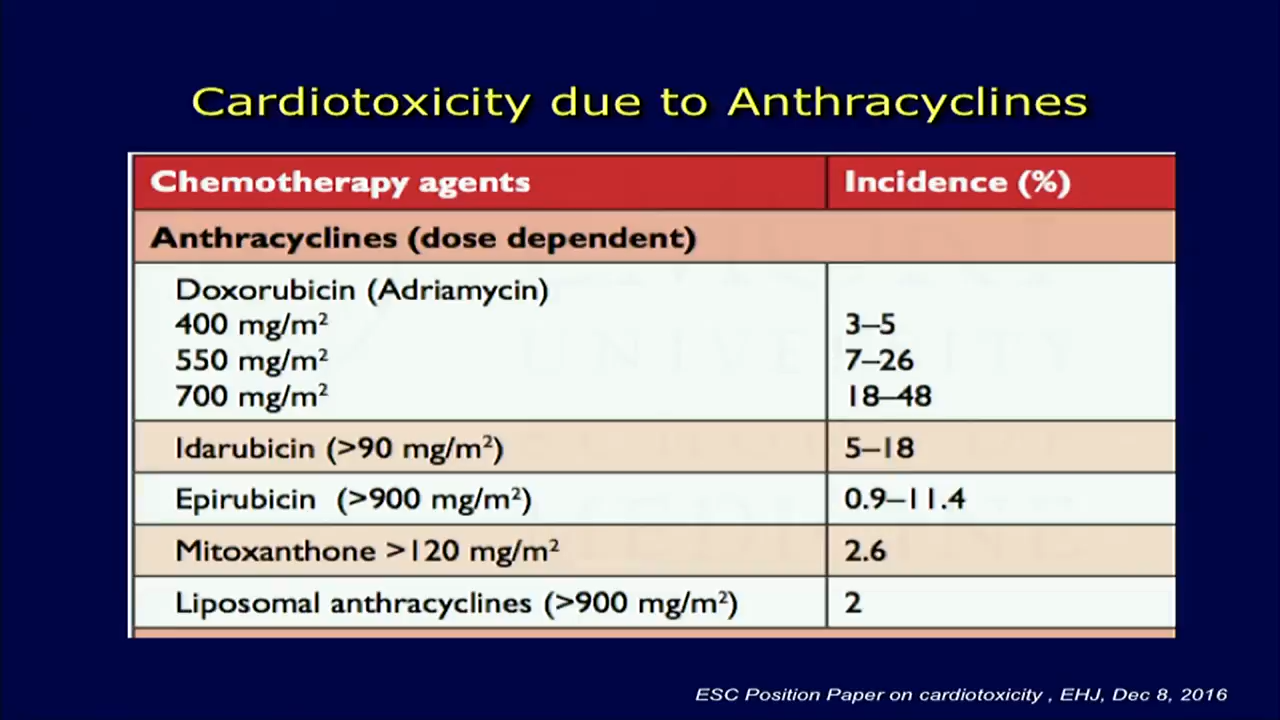 Cardiotoxicity due to Anthracyclines
Chemotherapy agents Incidence (%)
Anthracyclines (dose dependent)
Doxorubicin (Adriamycin)
400 mg/m² 3–5
550 mg/m² 7–26
700 mg/m² 18–48
Idarubicin (>90 mg/m²) 5–18
Epirubicin (>900 mg/m²) 0.9–11.4
Mitoxanthone >120 mg/m² 2.6
Liposomal anthracyclines (>900 mg/m²) 2
UNIVERSITY
MEDICINE
ESC Position Paper on cardiotoxicity , EHJ, Dec 8, 2016